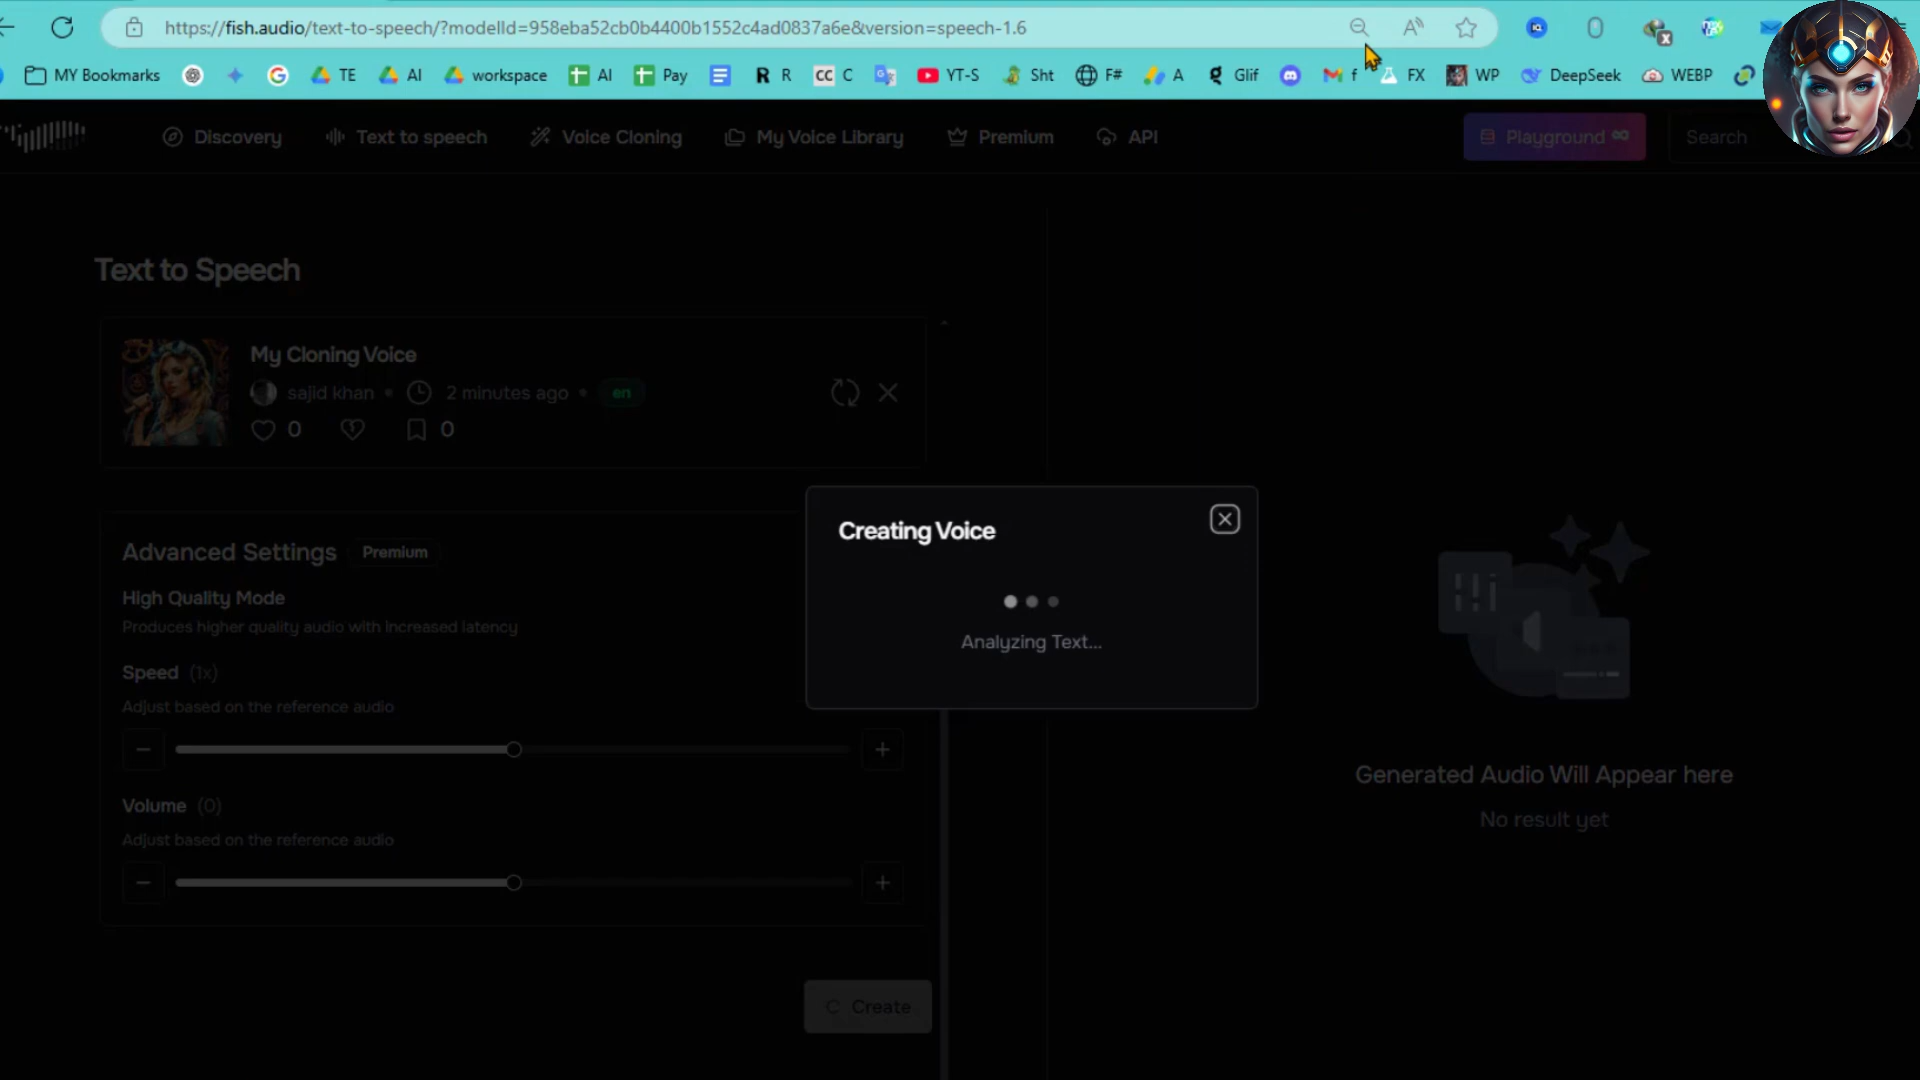 https://fish.audio/text-to-speech/?modelId=958eba52cb0b4400b1552c4ad0837a6e&version=speech-1.6
MY Bookmarks TE AI workspace AI Pay R R CC C YT-S Sht F# A Glif f FX WP DeepSeek WEBP
Discovery Text to speech Voice Cloning My Voice Library Premium API Playground Search
Text to Speech
My Cloning Voice
sajid khan • 2 minutes ago • en
0 0
Creating Voice
Analyzing Text...
Advanced Settings Premium
High Quality Mode
Produces higher quality audio with increased latency
Speed (1x)
Adjust based on the reference audio
Volume (0)
Adjust based on the reference audio
Create
Hi
Generated Audio Will Appear here
No result yet